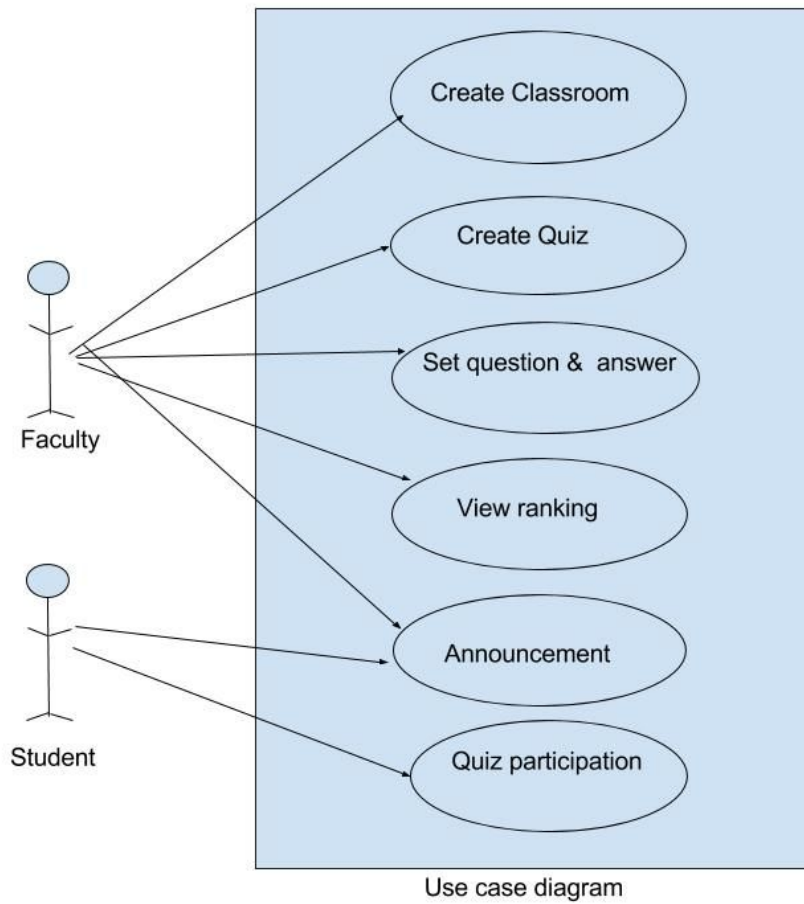 Create Classroom
Create Quiz
Set question & answer
Faculty
View ranking
Announcement
Student
Quiz participation
Use case diagram